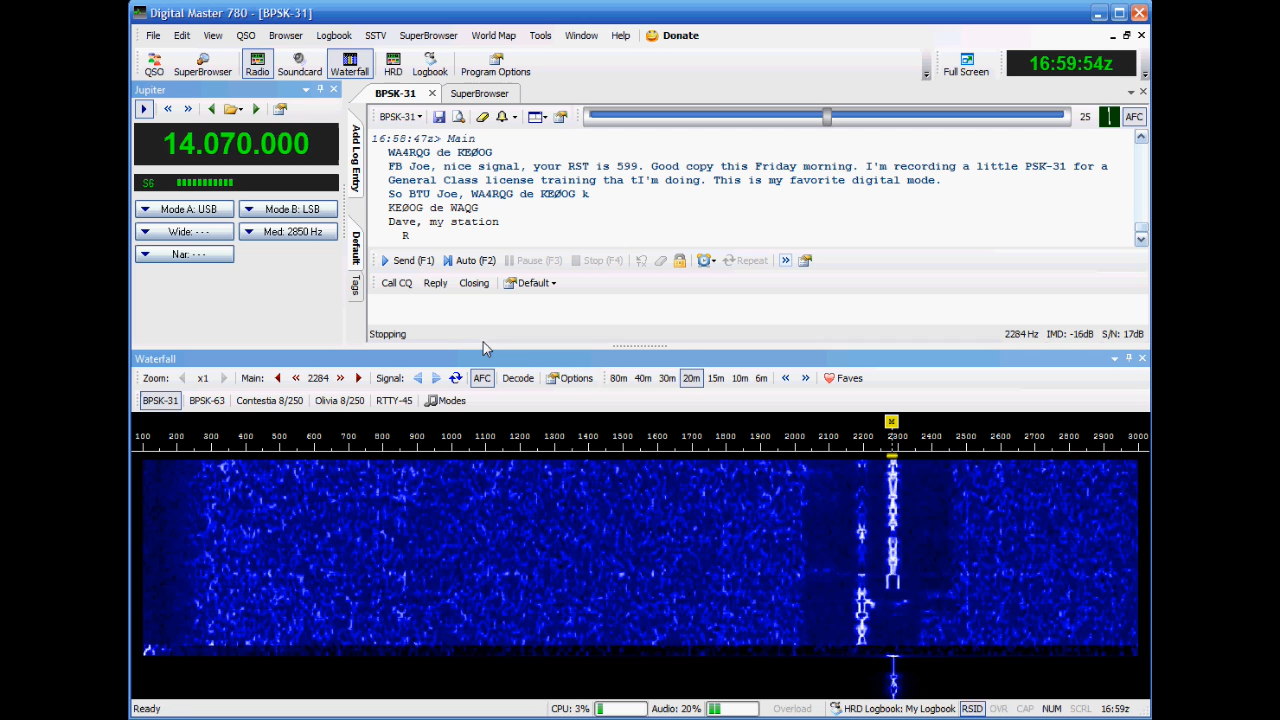 Digital Master 780 - [BPSK-31]
File Edit View QSO Browser Logbook SSTV SuperBrowser World Map Tools Window Help Donate
QSO SuperBrowser Radio Soundcard Waterfall HRD Logbook Program Options Full Screen 16:59:54z
Jupiter
BPSK-31 SuperBrowser
14.070.000
S6
Mode A: USB Mode B: LSB
Wide: --- Med: 2850 Hz
Nar: ---
Add Log Entry
Default
Tags
BPSK-31 25 AFC
16:58:47z> Main
WA4RQG de KEØOG
FB Joe, nice signal, your RST is 599. Good copy this Friday morning. I'm recording a little PSK-31 for a
General Class license training tha tI'm doing. This is my favorite digital mode.
So BTU Joe, WA4RQG de KEØOG k
KEØOG de WAQG
Dave, my station
R
Send (F1) Auto (F2) Pause (F3) Stop (F4) Repeat
Call CQ Reply Closing Default
Stopping 2284 Hz IMD: -16dB S/N: 17dB
Waterfall
Zoom: x1 Main: 2284 Signal: AFC Decode Options 80m 40m 30m 20m 15m 10m 6m Faves
BPSK-31 BPSK-63 Contestia 8/250 Olivia 8/250 RTTY-45 Modes
M
100 200 300 400 500 600 700 800 900 1000 1100 1200 1300 1400 1500 1600 1700 1800 1900 2000 2100 2200 2300 2400 2500 2600 2700 2800 2900 3000
Ready CPU: 3% Audio: 20% Overload HRD Logbook: My Logbook RSID OVR CAP NUM SCRL 16:59z